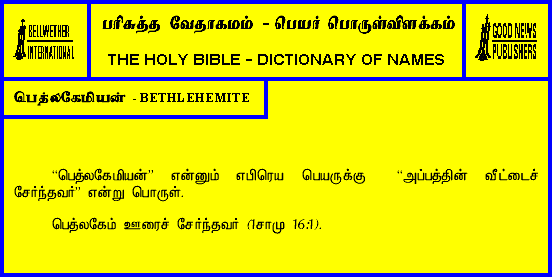 BELLWETHER
INTERNATIONAL
பரிசுத்த வேதாகமம் - பெயர் பொருள்விளக்கம்
THE HOLY BIBLE - DICTIONARY OF NAMES
GOOD NEWS
PUBLISHERS
பெத்லகேமியன் - BETHLEHEMITE
“பெத்லகேமியன்” என்னும் எபிரெய பெயருக்கு “அப்பத்தின் வீட்டைச்
சேர்ந்தவர்” என்று பொருள்.
பெத்லகேம் ஊரைச் சேர்ந்தவர் (1சாமு 16:1).